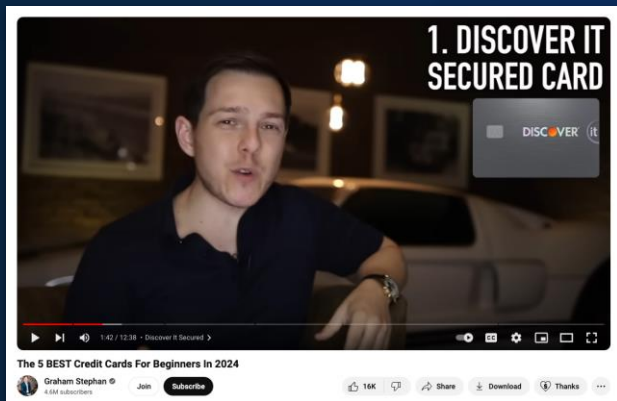 1. DISCOVER IT
SECURED CARD
DISCOVER it
1:42 / 12:38 • Discover It Secured >
CC
The 5 BEST Credit Cards For Beginners In 2024
Graham Stephan
4.6M subscribers
Join
Subscribe
16K
Share
Download
Thanks
...